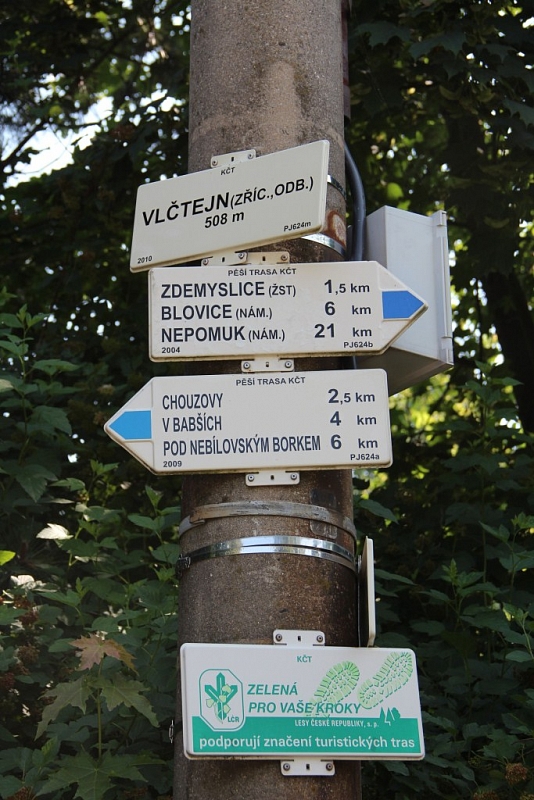 KČT
VLČTEJN (ZŘÍC.,ODB.)
508 m
2010 PJ624m
PĚŠÍ TRASA KČT
ZDEMYSLICE (ŽST) 1,5 km
BLOVICE (NÁM.) 6 km
NEPOMUK (NÁM.) 21 km
2004 PJ624b
PĚŠÍ TRASA KČT
CHOUZOVY 2,5 km
V BABŠÍCH 4 km
POD NEBÍLOVSKÝM BORKEM 6 km
2009 PJ624a
KČT
ZELENÁ
PRO VAŠE KROKY
LESY ČESKÉ REPUBLIKY, s. p.
LČR
podporují značení turistických tras